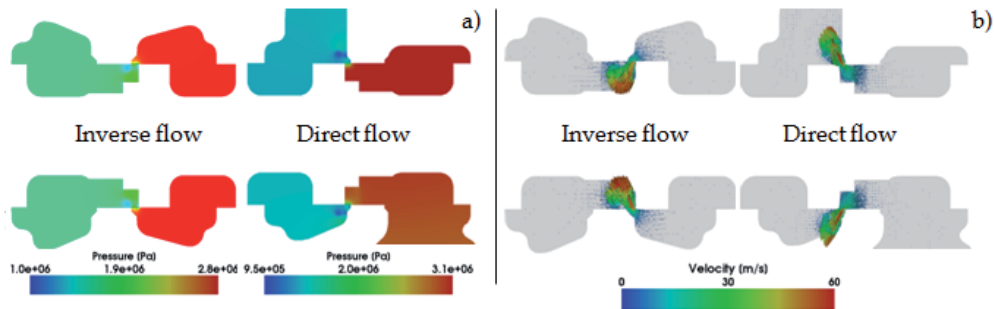 a)
b)
Inverse flow Direct flow
Inverse flow Direct flow
Pressure (Pa)
1.0e+06 1.9e+06 2.8e+06
Pressure (Pa)
9.5e+05 2.0e+06 3.1e+06
Velocity (m/s)
0 30 60